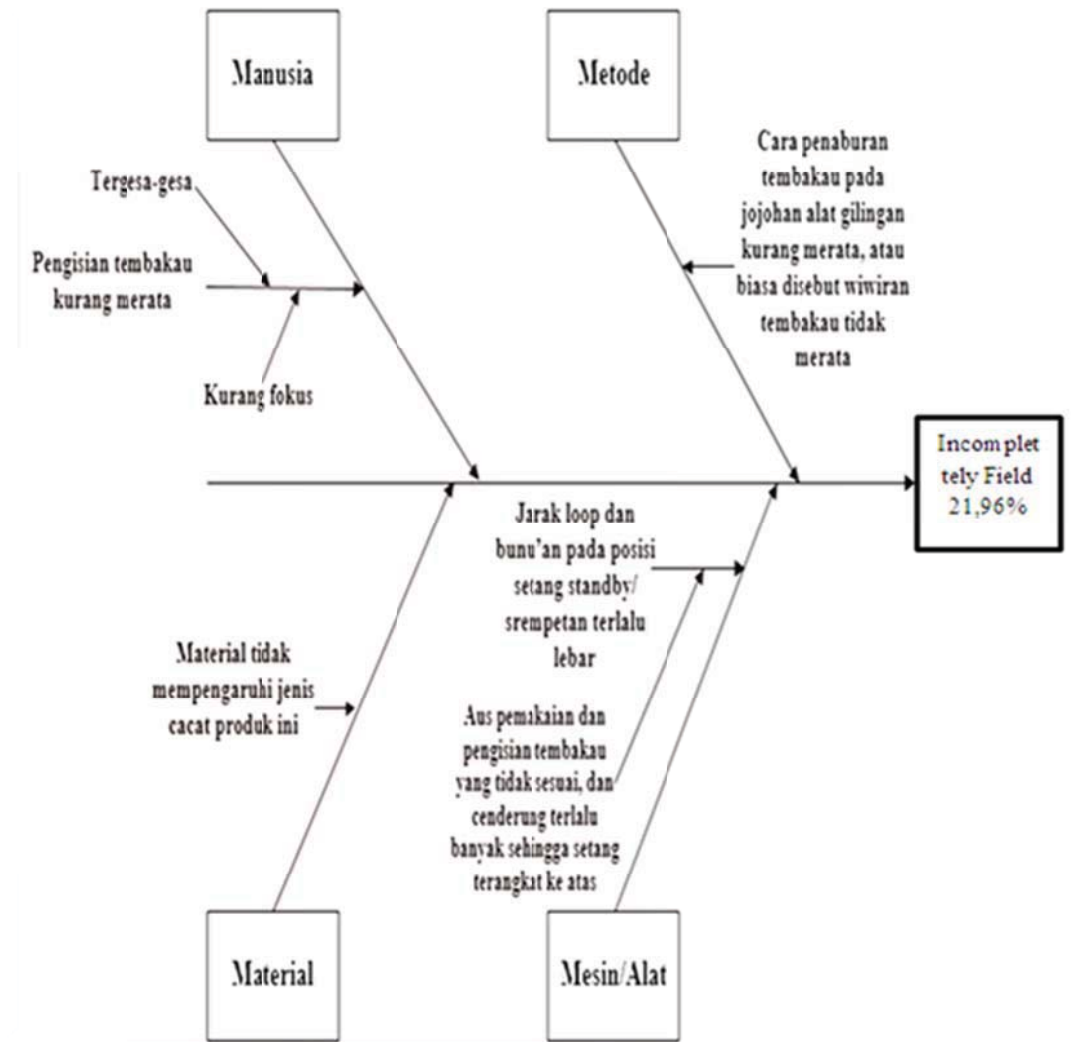 Manusia
Metode
Tergesa-gesa
Pengisian tembakau
kurang merata
Kurang fokus
Cara penaburan
tembakau pada
jojohan alat gilingan
kurang merata, atau
biasa disebut wiwiran
tembakau tidak
merata
Incomplet
tely Field
21,96%
Jarak loop dan
bunu'an pada posisi
setang standby/
srempetan terlalu
lebar
Material tidak
mempengaruhi jenis
cacat produk ini
Aus pemakaian dan
pengisian tembakau
yang tidak sesuai, dan
cenderung terlalu
banyak sehingga setang
terangkat ke atas
Material
Mesin/Alat